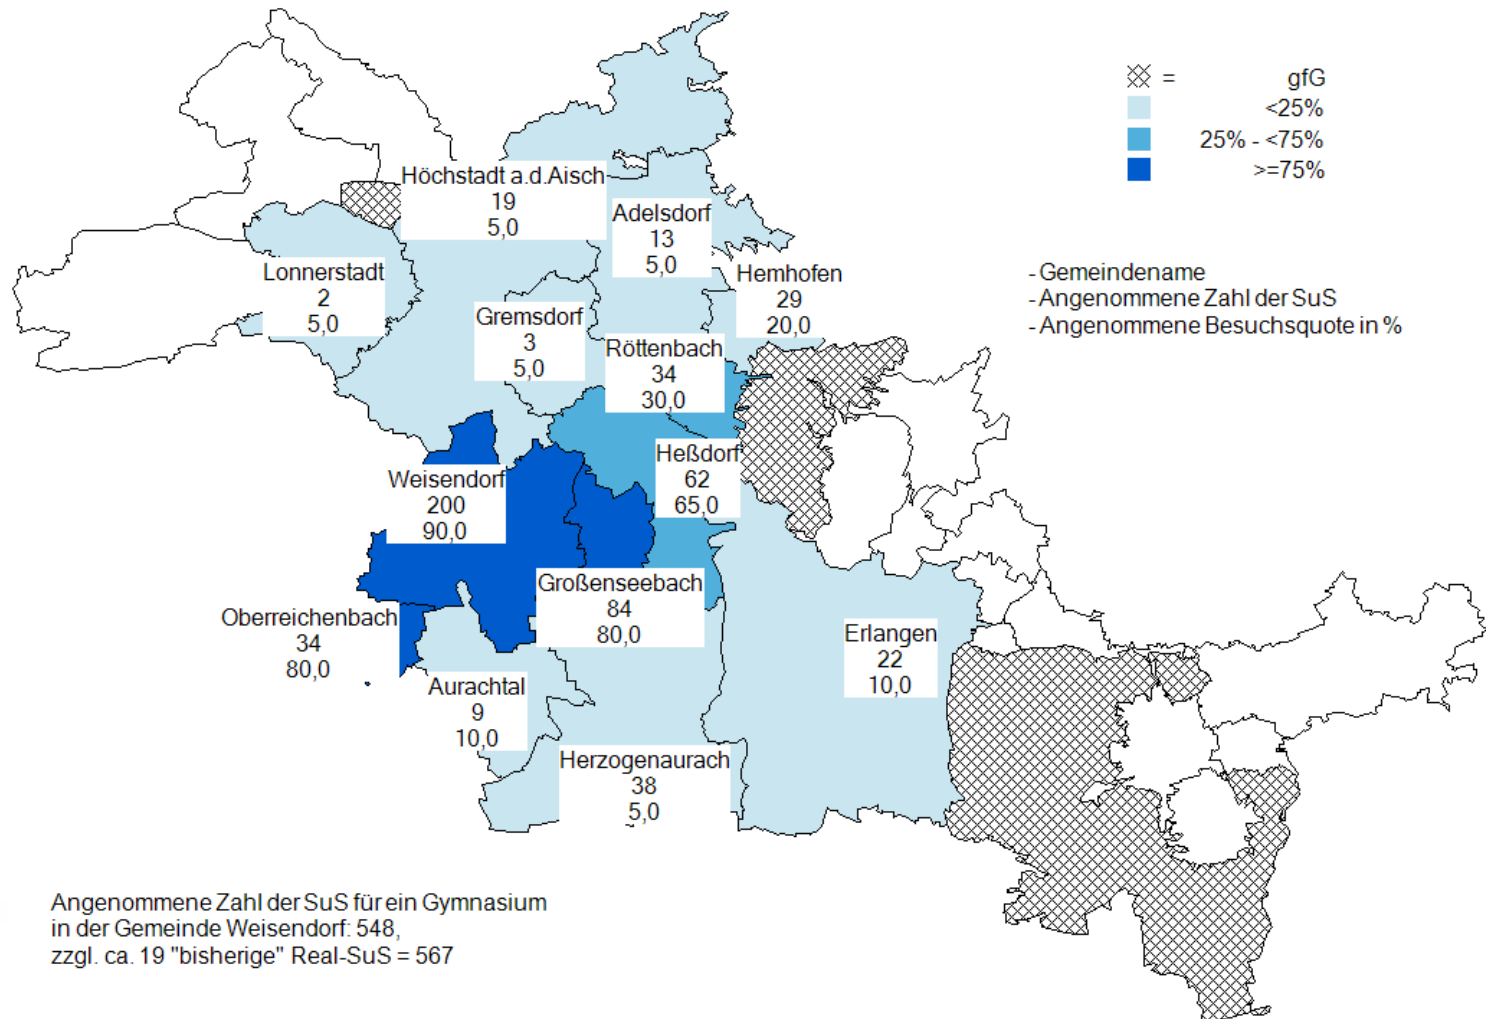 = gfG
<25%
25% - <75%
>=75%
Höchstadt a.d.Aisch
19
5,0
Adelsdorf
13
5,0
Lonnerstadt
2
5,0
Hemhofen
29
20,0
- Gemeindename
- Angenommene Zahl der SuS
- Angenommene Besuchsquote in %
Gremsdorf
3
5,0
Röttenbach
34
30,0
Heßdorf
62
65,0
Weisendorf
200
90,0
Großenseebach
84
80,0
Oberreichenbach
34
80,0
Erlangen
22
10,0
Aurachtal
9
10,0
Herzogenaurach
38
5,0
Angenommene Zahl der SuS für ein Gymnasium
in der Gemeinde Weisendorf: 548,
zzgl. ca. 19 "bisherige" Real-SuS = 567